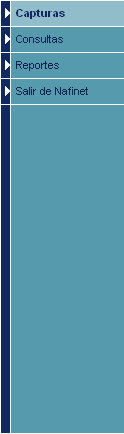 Capturas
Consultas
Reportes
Salir de Nafinet